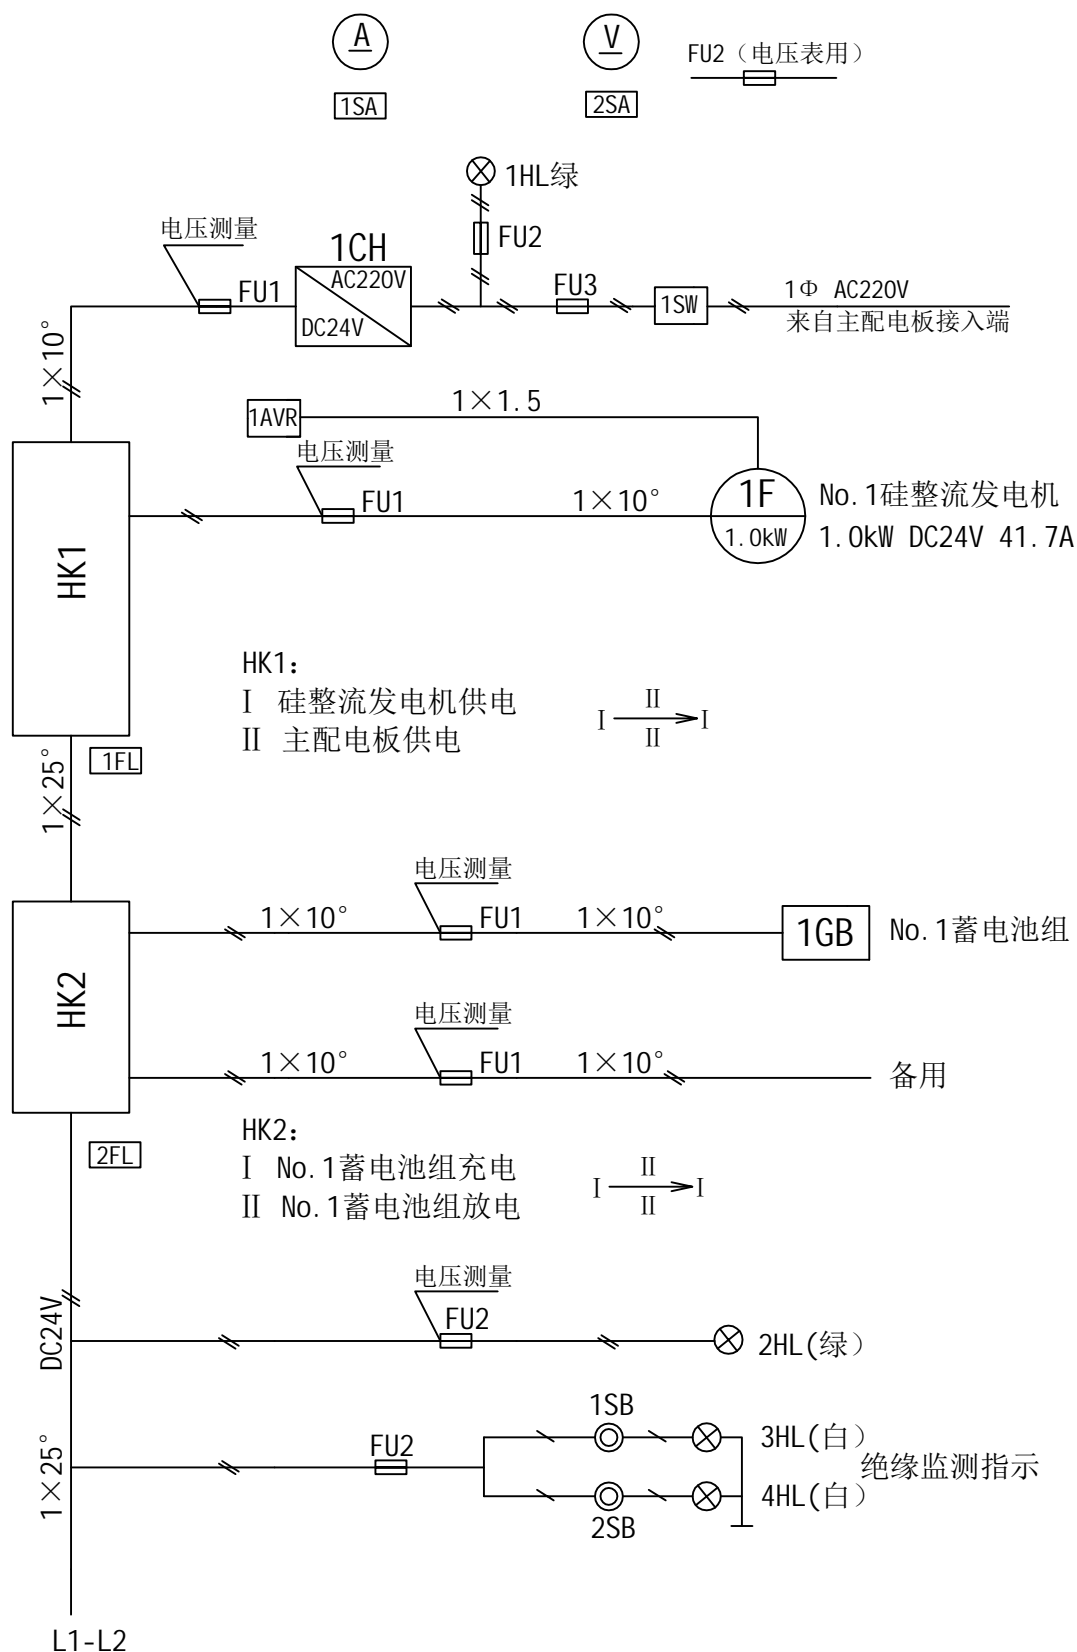 A
V
FU2（电压表用）
1SA
2SA
1HL绿
电压测量
FU2
1CH
AC220V
DC24V
FU1
FU3
1SW
1Φ AC220V
来自主配电板接入端
1×10°
1AVR
1×1.5
电压测量
FU1
1×10°
1F
1.0kW
No.1硅整流发电机
1.0kW DC24V 41.7A
HK1
HK1：
I 硅整流发电机供电
II 主配电板供电
II
I I
II
1FL
1×25°
电压测量
1×10°
FU1
1×10°
1GB
No.1蓄电池组
HK2
电压测量
1×10°
FU1
1×10°
备用
HK2：
I No.1蓄电池组充电
II No.1蓄电池组放电
II
I I
II
2FL
电压测量
DC24V
FU2
2HL(绿）
1SB
FU2
3HL(白）
绝缘监测指示
4HL(白）
2SB
1×25°
L1-L2